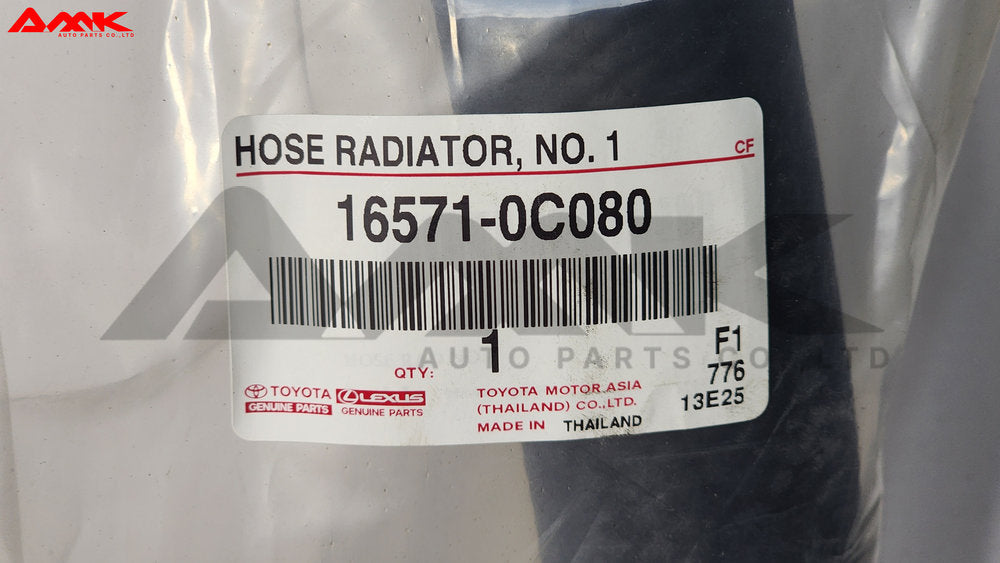 AMK
AUTO PARTS CO.,LTD
HOSE RADIATOR, NO. 1
CF
16571-0C080
AMK
AUTO PARTS CO.,LTD
1
QTY:
F1
776
13E25
TOYOTA
GENUINE PARTS
LEXUS
GENUINE PARTS
TOYOTA MOTOR ASIA
(THAILAND) CO.,LTD.
MADE IN THAILAND